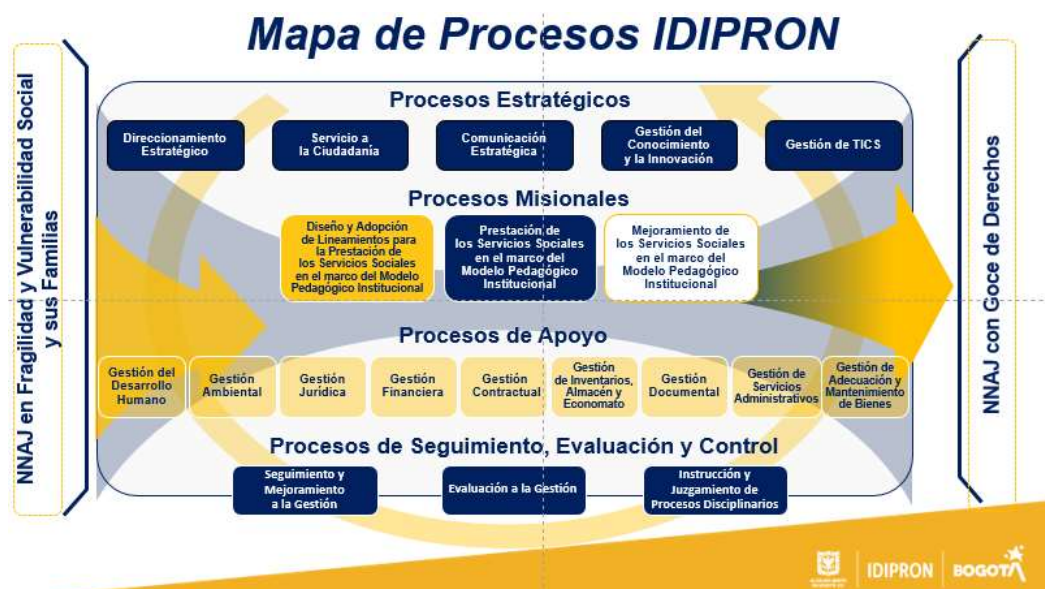 Mapa de Procesos IDIPRON
NNAJ en Fragilidad y Vulnerabilidad Social
y sus Familias
Procesos Estratégicos
Direccionamiento
Estratégico
Servicio a
la Ciudadanía
Comunicación
Estratégica
Gestión del
Conocimiento
y la Innovación
Gestión de TICS
Procesos Misionales
Diseño y Adopción
de Lineamientos para
la Prestación de
los Servicios Sociales
en el marco del Modelo
Pedagógico Institucional
Prestación de
los Servicios Sociales
en el marco del
Modelo Pedagógico
Institucional
Mejoramiento de
los Servicios Sociales
en el marco del
Modelo Pedagógico
Institucional
Procesos de Apoyo
Gestión del
Desarrollo
Humano
Gestión
Ambiental
Gestión
Jurídica
Gestión
Financiera
Gestión
Contractual
Gestión
de Inventarios,
Almacén y
Economato
Gestión
Documental
Gestión de
Servicios
Administrativos
Gestión de
Adecuación y
Mantenimiento
de Bienes
Procesos de Seguimiento, Evaluación y Control
Seguimiento y
Mejoramiento
a la Gestión
Evaluación a la Gestión
Instrucción y
Juzgamiento de
Procesos Disciplinarios
NNAJ con Goce de Derechos
IDIPRON
BOGOTÁ